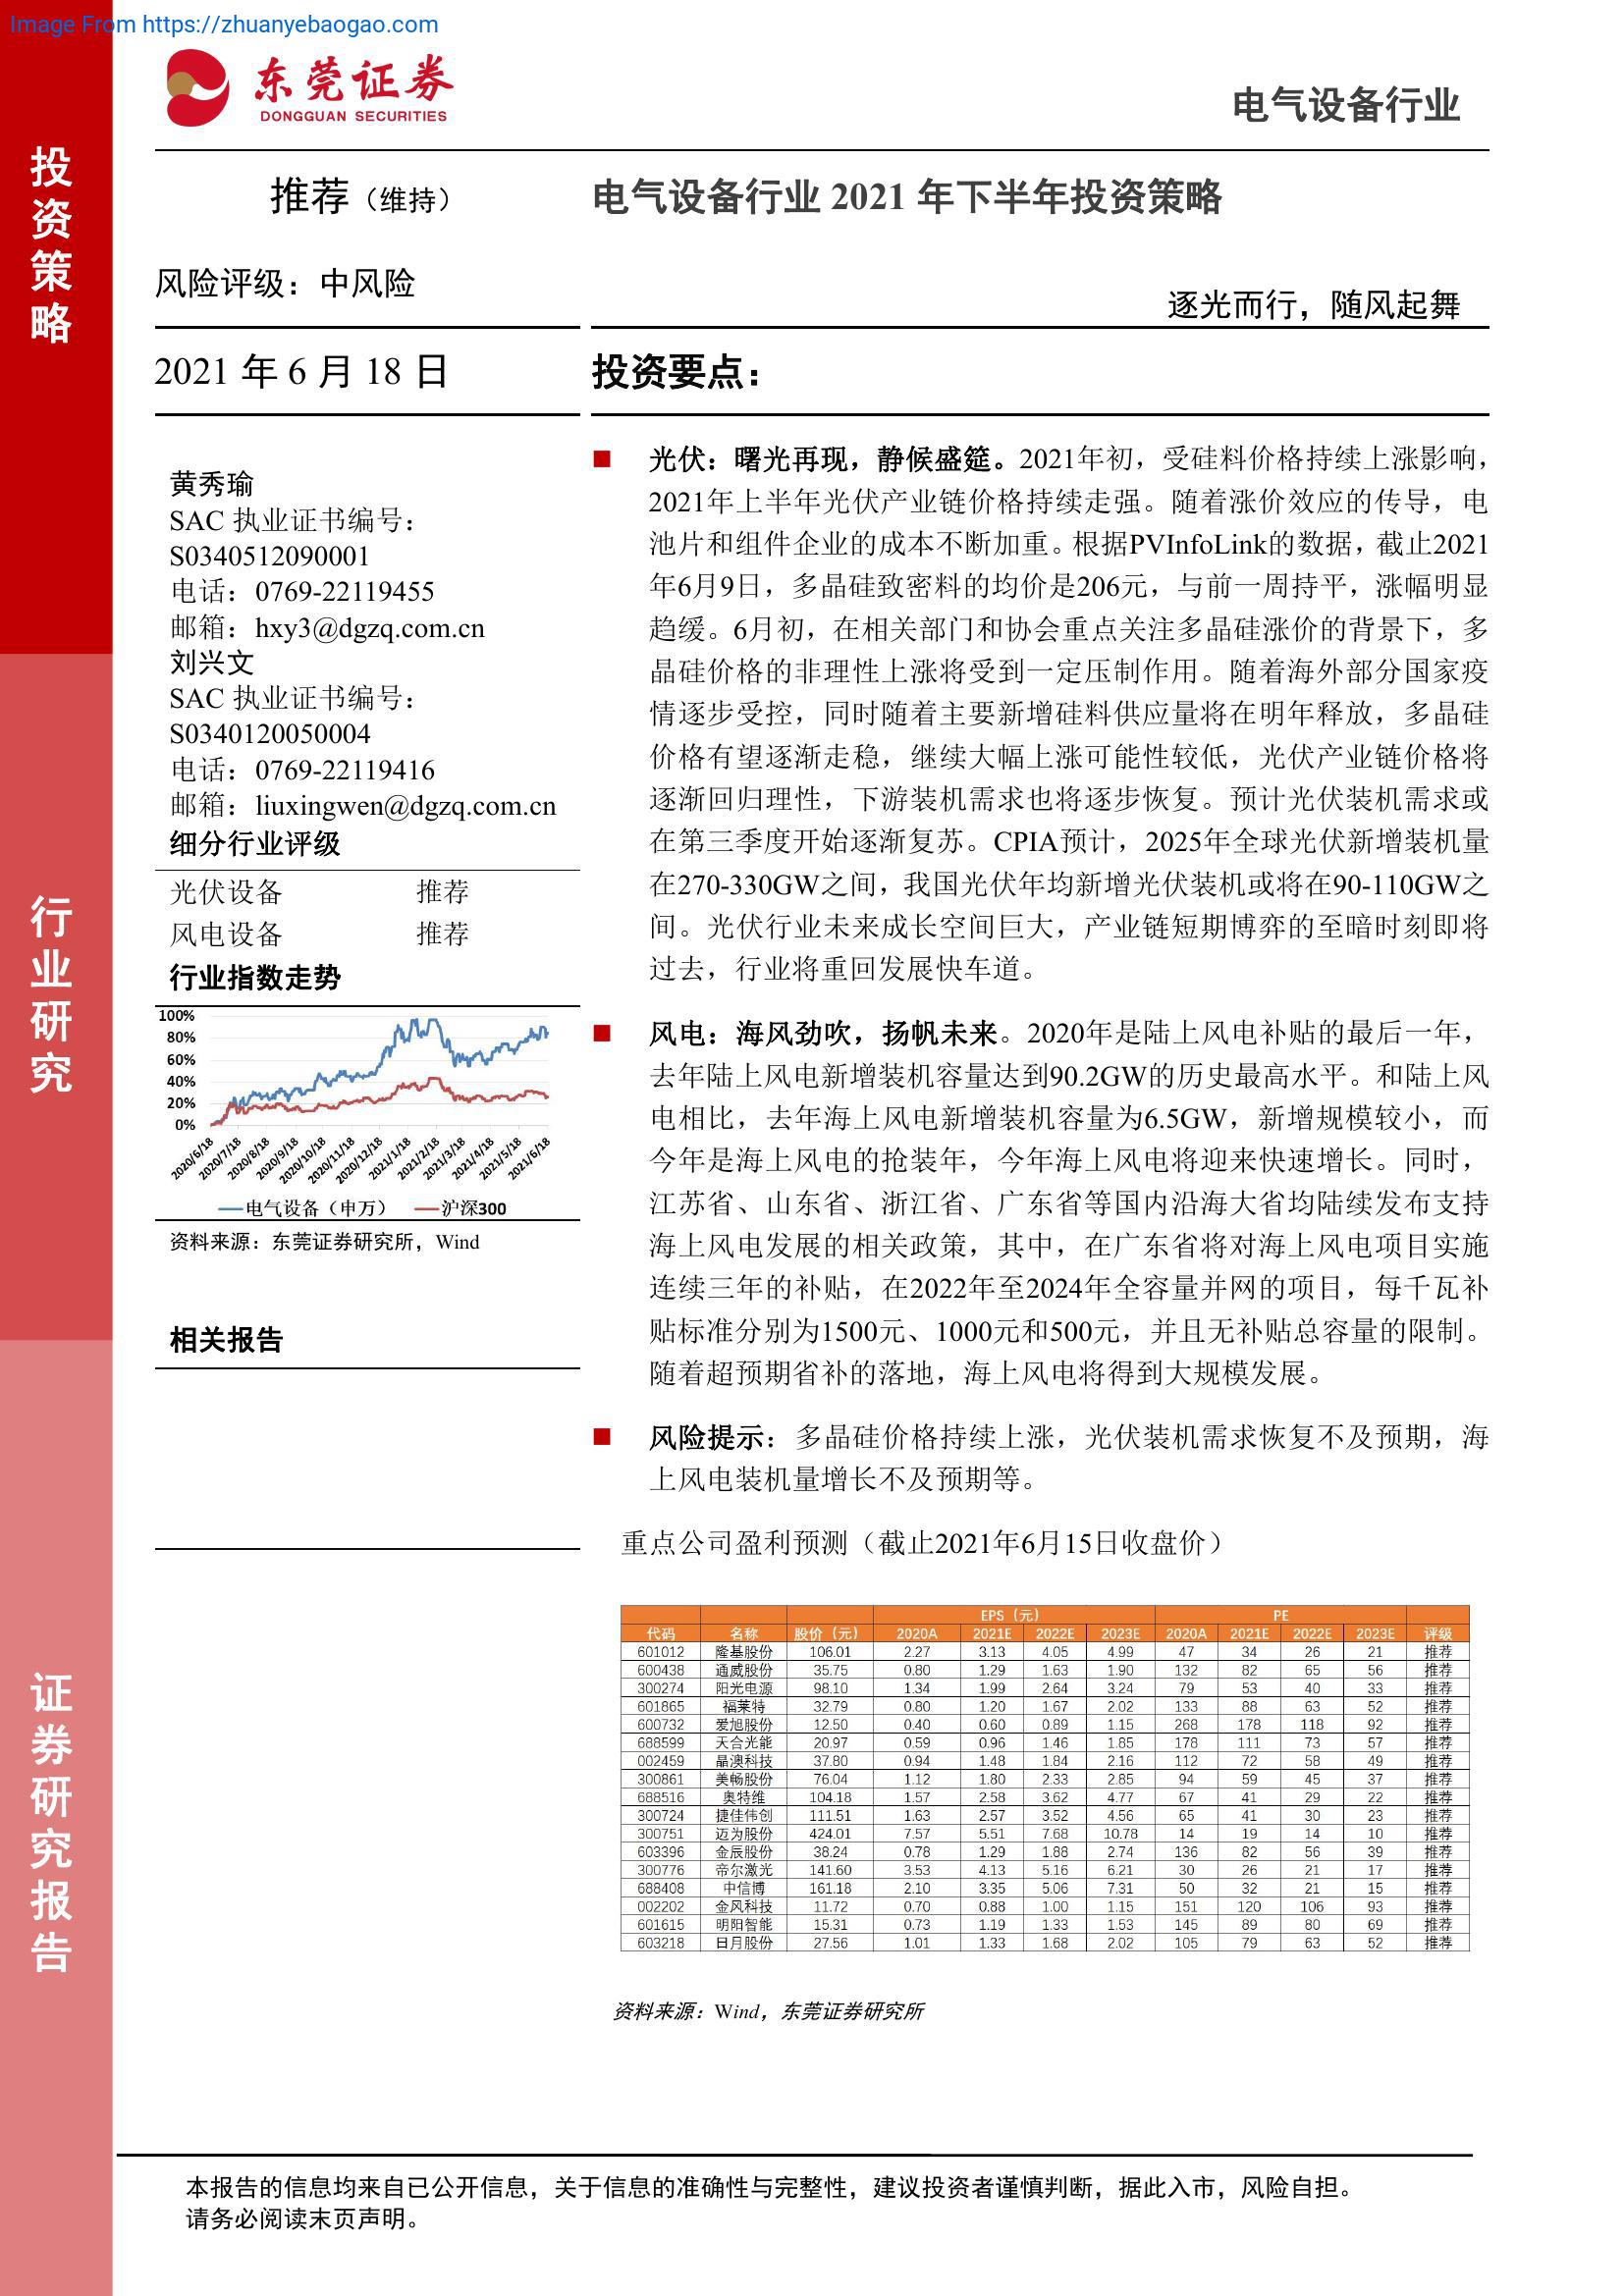 Image From https://zhuanyebaogao.com
东莞证券
DONGGUAN SECURITIES
电气设备行业
投资策略
行业研究
证券研究报告
推荐（维持）
电气设备行业 2021 年下半年投资策略
风险评级：中风险
逐光而行，随风起舞
2021 年 6 月 18 日
黄秀瑜
SAC 执业证书编号：
S0340512090001
电话：0769-22119455
邮箱：hxy3@dgzq.com.cn
刘兴文
SAC 执业证书编号：
S0340120050004
电话：0769-22119416
邮箱：liuxingwen@dgzq.com.cn
细分行业评级
光伏设备 推荐
风电设备 推荐
行业指数走势
100%
80%
60%
40%
20%
0%
2020/6/18 2020/7/18 2020/8/18 2020/9/18 2020/10/18 2020/11/18 2020/12/18 2021/1/18 2021/2/18 2021/3/18 2021/4/18 2021/5/18 2021/6/18
电气设备（申万） 沪深300
资料来源：东莞证券研究所，Wind
相关报告
投资要点：
■ 光伏：曙光再现，静候盛筵。2021年初，受硅料价格持续上涨影响，
2021年上半年光伏产业链价格持续走强。随着涨价效应的传导，电
池片和组件企业的成本不断加重。根据PVInfoLink的数据，截止2021
年6月9日，多晶硅致密料的均价是206元，与前一周持平，涨幅明显
趋缓。6月初，在相关部门和协会重点关注多晶硅涨价的背景下，多
晶硅价格的非理性上涨将受到一定压制作用。随着海外部分国家疫
情逐步受控，同时随着主要新增硅料供应量将在明年释放，多晶硅
价格有望逐渐走稳，继续大幅上涨可能性较低，光伏产业链价格将
逐渐回归理性，下游装机需求也将逐步恢复。预计光伏装机需求或
在第三季度开始逐渐复苏。CPIA预计，2025年全球光伏新增装机量
在270-330GW之间，我国光伏年均新增光伏装机或将在90-110GW之
间。光伏行业未来成长空间巨大，产业链短期博弈的至暗时刻即将
过去，行业将重回发展快车道。
■ 风电：海风劲吹，扬帆未来。2020年是陆上风电补贴的最后一年，
去年陆上风电新增装机容量达到90.2GW的历史最高水平。和陆上风
电相比，去年海上风电新增装机容量为6.5GW，新增规模较小，而
今年是海上风电的抢装年，今年海上风电将迎来快速增长。同时，
江苏省、山东省、浙江省、广东省等国内沿海大省均陆续发布支持
海上风电发展的相关政策，其中，在广东省将对海上风电项目实施
连续三年的补贴，在2022年至2024年全容量并网的项目，每千瓦补
贴标准分别为1500元、1000元和500元，并且无补贴总容量的限制。
随着超预期省补的落地，海上风电将得到大规模发展。
■ 风险提示：多晶硅价格持续上涨，光伏装机需求恢复不及预期，海
上风电装机量增长不及预期等。
重点公司盈利预测（截止2021年6月15日收盘价）
EPS（元） PE
代码 名称 股价（元） 2020A 2021E 2022E 2023E 2020A 2021E 2022E 2023E 评级
601012 隆基股份 106.01 2.27 3.13 4.05 4.99 47 34 26 21 推荐
600438 通威股份 35.75 0.80 1.29 1.63 1.90 132 82 65 56 推荐
300274 阳光电源 98.10 1.34 1.99 2.64 3.24 79 53 40 33 推荐
601865 福莱特 32.79 0.80 1.20 1.67 2.02 133 88 63 52 推荐
600732 爱旭股份 12.50 0.40 0.60 0.89 1.15 268 178 118 92 推荐
688599 天合光能 20.97 0.59 0.96 1.46 1.85 178 111 73 57 推荐
002459 晶澳科技 37.80 0.94 1.48 1.84 2.16 112 72 58 49 推荐
300861 美畅股份 76.04 1.12 1.80 2.33 2.85 94 59 45 37 推荐
688516 奥特维 104.18 1.57 2.58 3.62 4.77 67 41 29 22 推荐
300724 捷佳伟创 111.51 1.63 2.57 3.52 4.56 65 41 30 23 推荐
300751 迈为股份 424.01 7.57 5.51 7.68 10.78 14 19 14 10 推荐
603396 金辰股份 38.24 0.78 1.29 1.88 2.74 136 82 56 39 推荐
300776 帝尔激光 141.60 3.53 4.13 5.16 6.21 30 26 21 17 推荐
688408 中信博 161.18 2.10 3.35 5.06 7.31 50 32 21 15 推荐
002202 金风科技 11.72 0.70 0.88 1.00 1.15 151 120 106 93 推荐
601615 明阳智能 15.31 0.73 1.19 1.33 1.53 145 89 80 69 推荐
603218 日月股份 27.56 1.01 1.33 1.68 2.02 105 79 63 52 推荐
资料来源：Wind，东莞证券研究所
本报告的信息均来自已公开信息，关于信息的准确性与完整性，建议投资者谨慎判断，据此入市，风险自担。
请务必阅读末页声明。